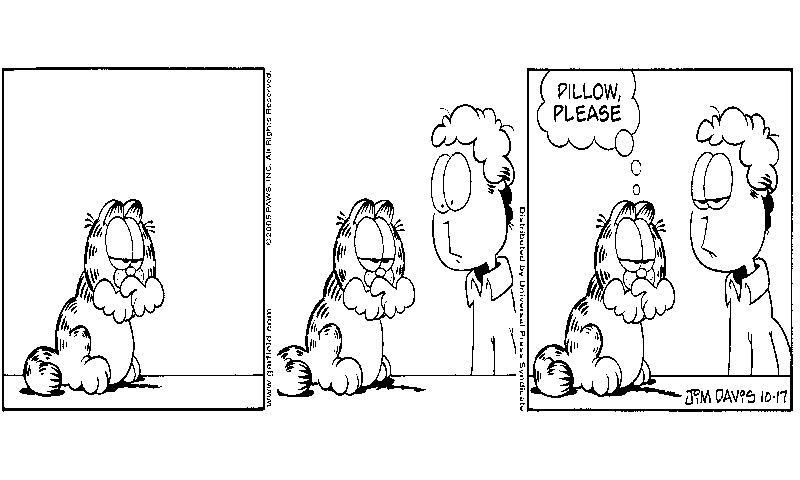 ©2005 PAWS, INC. All Rights Reserved.
www.garfield.com
Distributed by Universal Press Syndicate
PILLOW,
PLEASE
JIM DAVIS 10·17